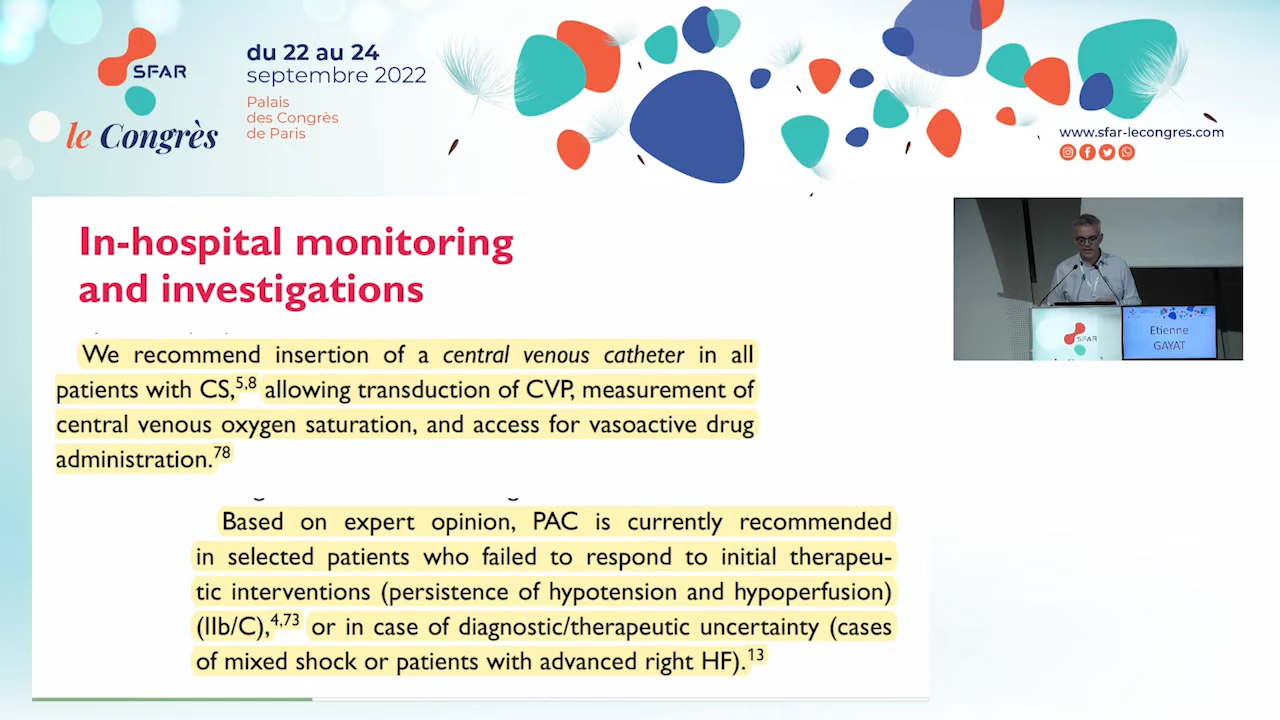 SFAR
le Congrès
du 22 au 24
septembre 2022
Palais
des Congrès
de Paris
www.sfar-lecongres.com
In-hospital monitoring
and investigations
We recommend insertion of a central venous catheter in all
patients with CS,5,8 allowing transduction of CVP, measurement of
central venous oxygen saturation, and access for vasoactive drug
administration.78
Based on expert opinion, PAC is currently recommended
in selected patients who failed to respond to initial therapeu-
tic interventions (persistence of hypotension and hypoperfusion)
(IIb/C),4,73 or in case of diagnostic/therapeutic uncertainty (cases
of mixed shock or patients with advanced right HF).13
SFAR
Etienne
GAYAT